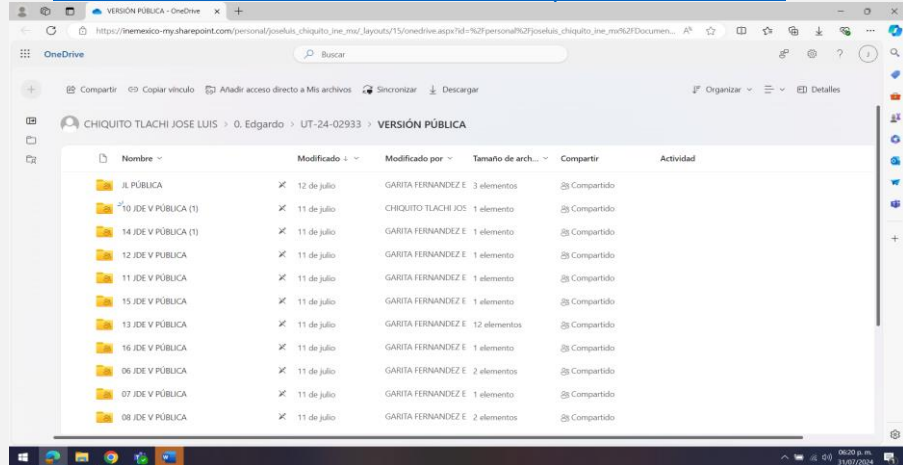 VERSIÓN PÚBLICA - OneDrive
https://inemexico-my.sharepoint.com/personal/joseluis_chiquito_ine_mx/_layouts/15/onedrive.aspx?id=%2Fpersonal%2Fjoseluis_chiquito_ine_mx%2FDocumen...
OneDrive
Buscar
Compartir Copiar vínculo Añadir acceso directo a Mis archivos Sincronizar Descargar Organizar Detalles
CHIQUITO TLACHI JOSE LUIS > 0. Edgardo > UT-24-02933 > VERSIÓN PÚBLICA
Nombre Modificado Modificado por Tamaño de arch... Compartir Actividad
JL PÚBLICA 12 de julio GARITA FERNANDEZ E 3 elementos Compartido
10 JDE V PÚBLICA (1) 11 de julio CHIQUITO TLACHI JOS 1 elemento Compartido
14 JDE V PÚBLICA (1) 11 de julio GARITA FERNANDEZ E 1 elemento Compartido
12 JDE V PUBLICA 11 de julio GARITA FERNANDEZ E 1 elemento Compartido
11 JDE V PÚBLICA 11 de julio GARITA FERNANDEZ E 1 elemento Compartido
15 JDE V PÚBLICA 11 de julio GARITA FERNANDEZ E 1 elemento Compartido
13 JDE V PÚBLICA 11 de julio GARITA FERNANDEZ E 12 elementos Compartido
16 JDE V PÚBLICA 11 de julio GARITA FERNANDEZ E 1 elemento Compartido
06 JDE V PÚBLICA 11 de julio GARITA FERNANDEZ E 2 elementos Compartido
07 JDE V PÚBLICA 11 de julio GARITA FERNANDEZ E 1 elemento Compartido
08 JDE V PÚBLICA 11 de julio GARITA FERNANDEZ E 2 elementos Compartido
06:20 p. m.
31/07/2024